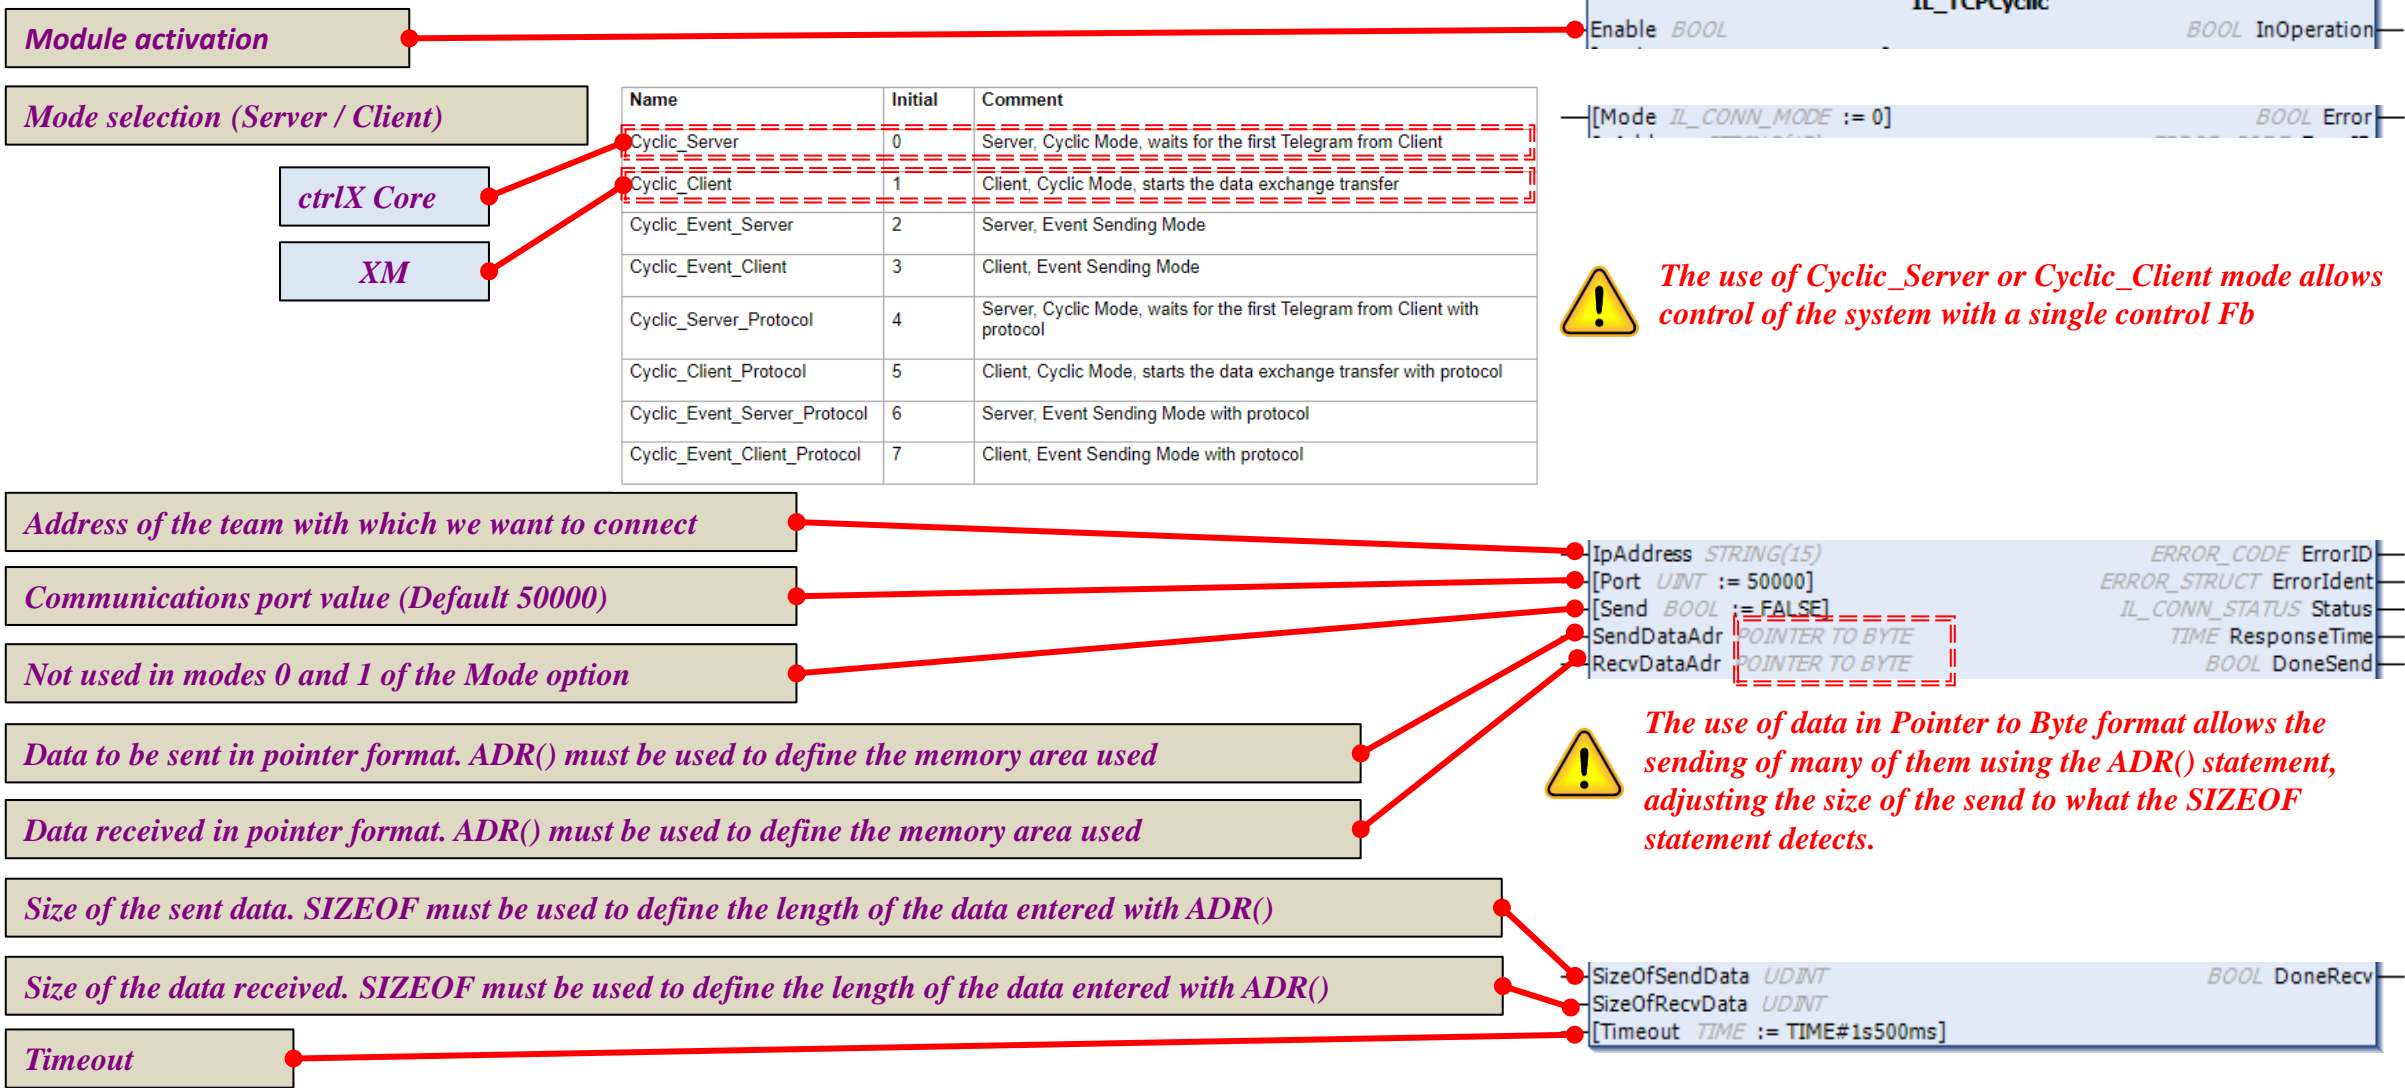 IL_TCPCyclic
Module activation
Enable BOOL
BOOL InOperation
Mode selection (Server / Client)
Name Initial Comment
[Mode IL_CONN_MODE := 0]
BOOL Error
Cyclic_Server 0 Server, Cyclic Mode, waits for the first Telegram from Client
ctrlX Core
Cyclic_Client 1 Client, Cyclic Mode, starts the data exchange transfer
Cyclic_Event_Server 2 Server, Event Sending Mode
XM
Cyclic_Event_Client 3 Client, Event Sending Mode
Cyclic_Server_Protocol 4 Server, Cyclic Mode, waits for the first Telegram from Client with
protocol
Cyclic_Client_Protocol 5 Client, Cyclic Mode, starts the data exchange transfer with protocol
Cyclic_Event_Server_Protocol 6 Server, Event Sending Mode with protocol
Cyclic_Event_Client_Protocol 7 Client, Event Sending Mode with protocol
The use of Cyclic_Server or Cyclic_Client mode allows
control of the system with a single control Fb
Address of the team with which we want to connect
Communications port value (Default 50000)
Not used in modes 0 and 1 of the Mode option
Data to be sent in pointer format. ADR() must be used to define the memory area used
Data received in pointer format. ADR() must be used to define the memory area used
IpAddress STRING(15)
ERROR_CODE ErrorID
[Port UINT := 50000]
ERROR_STRUCT ErrorIdent
[Send BOOL := FALSE]
IL_CONN_STATUS Status
SendDataAdr POINTER TO BYTE
TIME ResponseTime
RecvDataAdr POINTER TO BYTE
BOOL DoneSend
The use of data in Pointer to Byte format allows the
sending of many of them using the ADR() statement,
adjusting the size of the send to what the SIZEOF
statement detects.
Size of the sent data. SIZEOF must be used to define the length of the data entered with ADR()
Size of the data received. SIZEOF must be used to define the length of the data entered with ADR()
Timeout
SizeOfSendData UDINT
BOOL DoneRecv
SizeOfRecvData UDINT
[Timeout TIME := TIME#1s500ms]